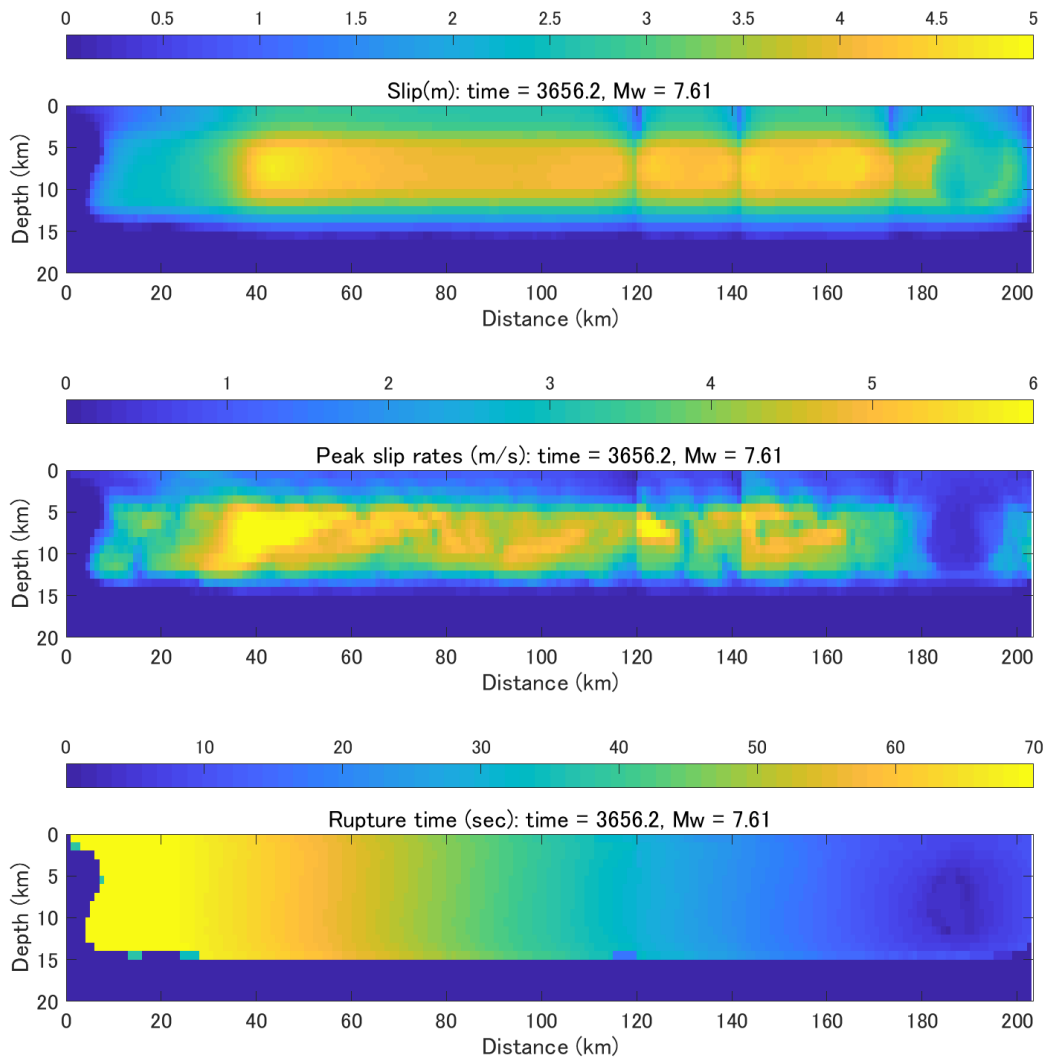 0 0.5 1 1.5 2 2.5 3 3.5 4 4.5 5
Slip(m): time = 3656.2, Mw = 7.61
0
5
10
15
20
Depth (km)
0 20 40 60 80 100 120 140 160 180 200
Distance (km)
0 1 2 3 4 5 6
Peak slip rates (m/s): time = 3656.2, Mw = 7.61
0
5
10
15
20
Depth (km)
0 20 40 60 80 100 120 140 160 180 200
Distance (km)
0 10 20 30 40 50 60 70
Rupture time (sec): time = 3656.2, Mw = 7.61
0
5
10
15
20
Depth (km)
0 20 40 60 80 100 120 140 160 180 200
Distance (km)